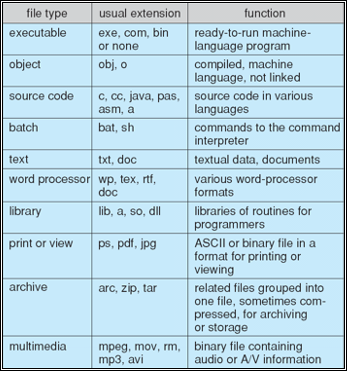 file type usual extension function
executable exe, com, bin ready-to-run machine-
or none language program
object obj, o compiled, machine
language, not linked
source code c, cc, java, pas, source code in various
asm, a languages
batch bat, sh commands to the command
interpreter
text txt, doc textual data, documents
word processor wp, tex, rtf, various word-processor
doc formats
library lib, a, so, dll libraries of routines for
programmers
print or view ps, pdf, jpg ASCII or binary file in a
format for printing or
viewing
archive arc, zip, tar related files grouped into
one file, sometimes com-
pressed, for archiving
or storage
multimedia mpeg, mov, rm, binary file containing
mp3, avi audio or A/V information